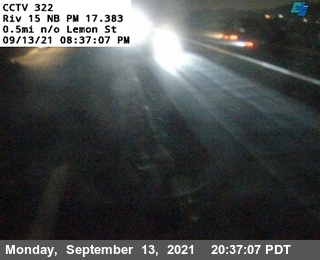 CCTV 322
Riv 15 NB PM 17.383
0.5mi n/o Lemon St
09/13/21 08:37:07 PM
Monday, September 13, 2021 20:37:07 PDT